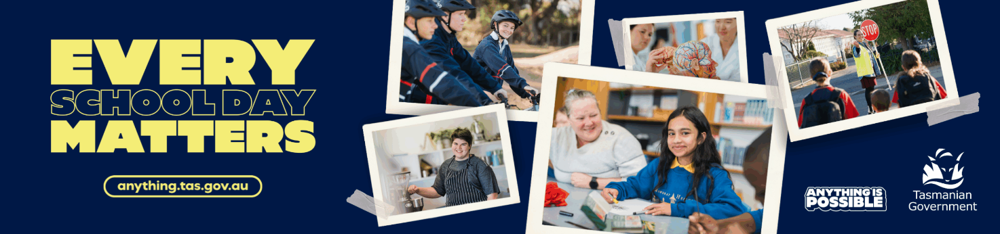 EVERY
SCHOOL DAY
MATTERS
anything.tas.gov.au
STOP
ANYTHING IS
POSSIBLE
Tasmanian
Government